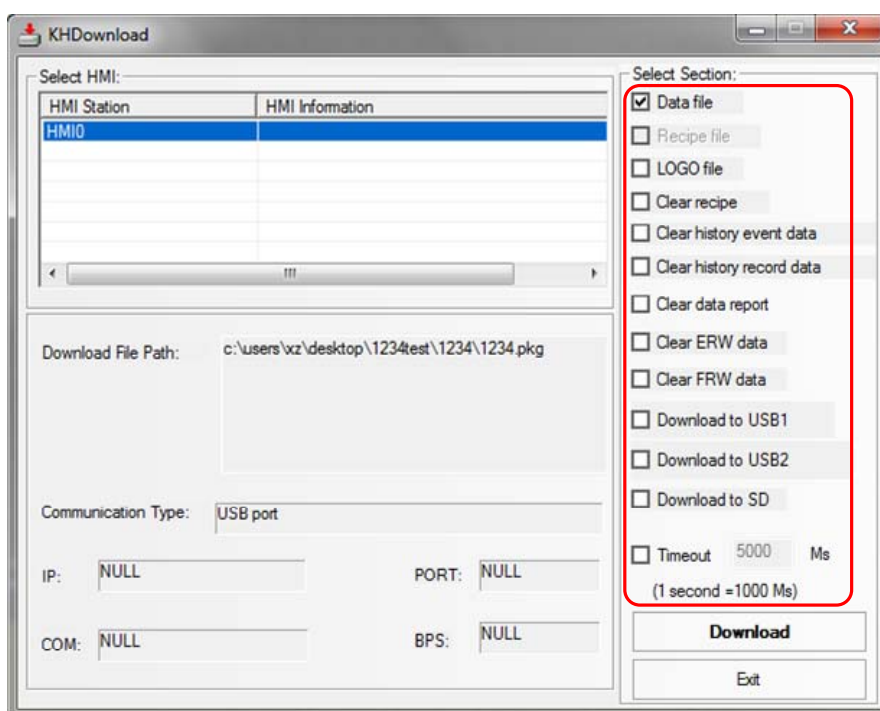 KHDownload
Select HMI:
HMI Station HMI Information
HMI0
Download File Path: c:\users\xz\desktop\1234test\1234\1234.pkg
Communication Type: USB port
IP: NULL PORT: NULL
COM: NULL BPS: NULL
Select Section:
Data file
Recipe file
LOGO file
Clear recipe
Clear history event data
Clear history record data
Clear data report
Clear ERW data
Clear FRW data
Download to USB1
Download to USB2
Download to SD
Timeout 5000 Ms
(1 second =1000 Ms)
Download
Exit